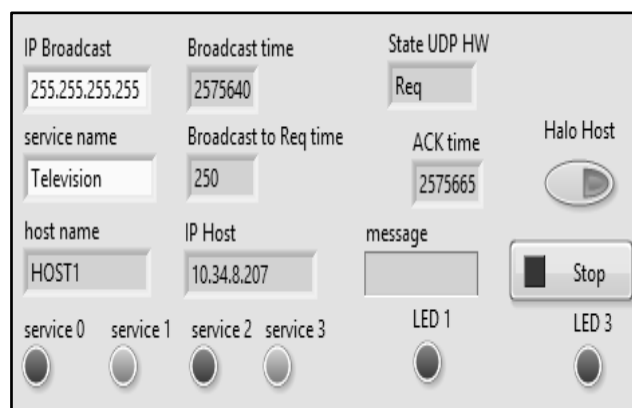 IP Broadcast Broadcast time State UDP HW
255.255.255.255 2575640 Req
service name Broadcast to Req time ACK time Halo Host
Television 250 2575665
host name IP Host message
HOST1 10.34.8.207 Stop
service 0 service 1 service 2 service 3 LED 1 LED 3